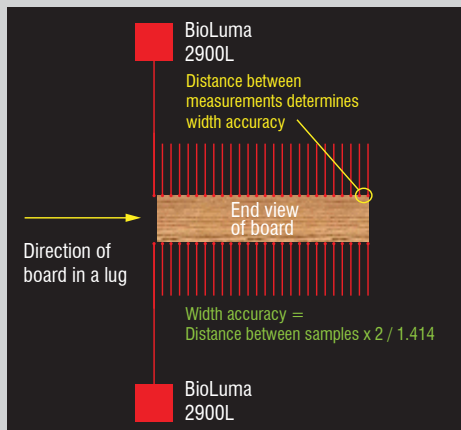 BioLuma
2900L
Distance between
measurements determines
width accuracy
End view
of board
Direction of
board in a lug
Width accuracy =
Distance between samples x 2 / 1.414
BioLuma
2900L